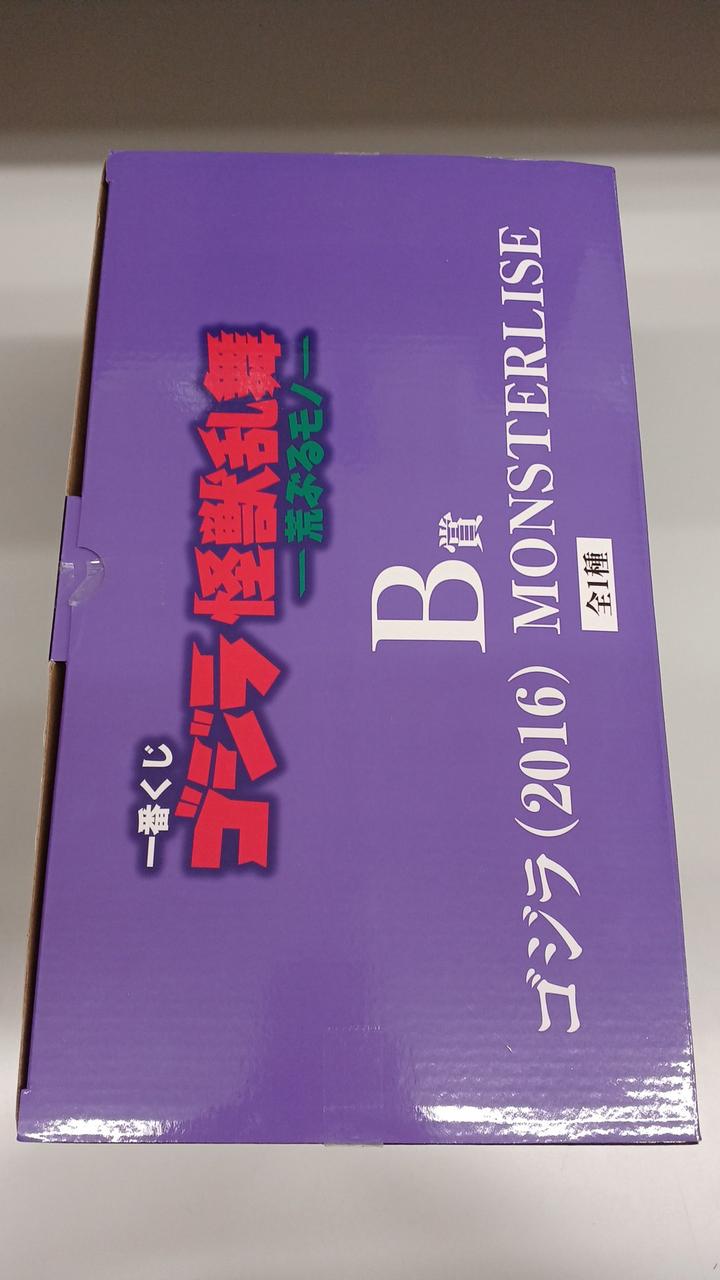 一番くじ
ゴジラ 怪獣乱舞
―荒ぶるモノ―
B賞
ゴジラ(2016) MONSTERLISE
全1種